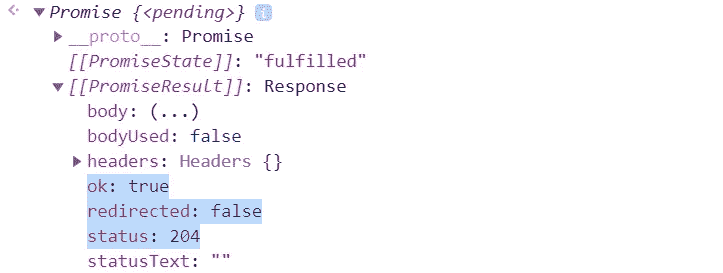 Promise {<pending>} i
__proto__: Promise
[[PromiseState]]: "fulfilled"
[[PromiseResult]]: Response
body: (...)
bodyUsed: false
headers: Headers {}
ok: true
redirected: false
status: 204
statusText: ""